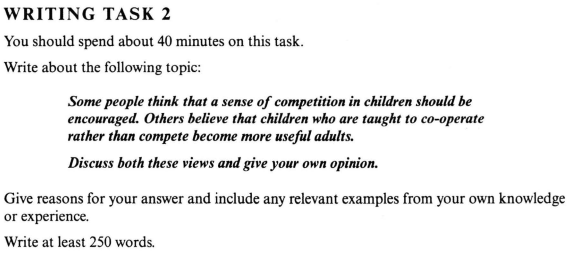 WRITING TASK 2
You should spend about 40 minutes on this task.
Write about the following topic:
Some people think that a sense of competition in children should be
encouraged. Others believe that children who are taught to co-operate
rather than compete become more useful adults.
Discuss both these views and give your own opinion.
Give reasons for your answer and include any relevant examples from your own knowledge
or experience.
Write at least 250 words.